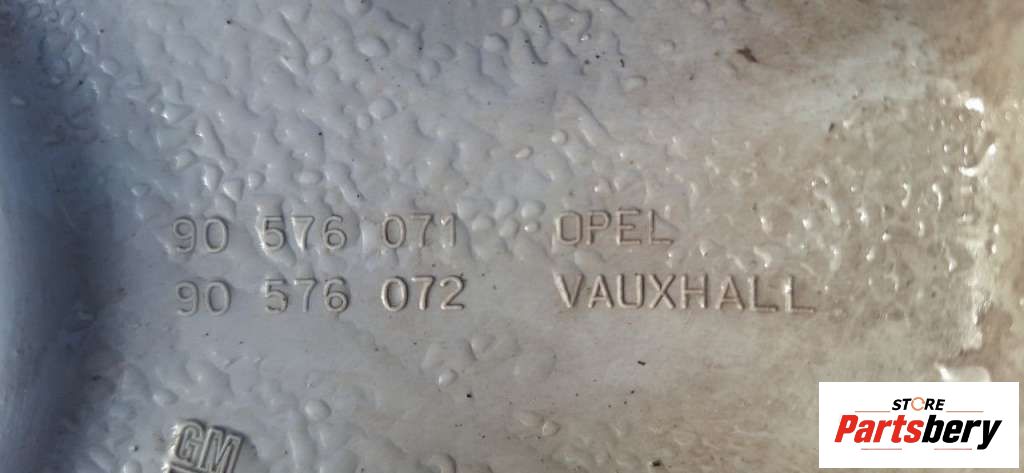 90 576 071 OPEL
90 576 072 VAUXHALL
GM
STORE
Partsbery